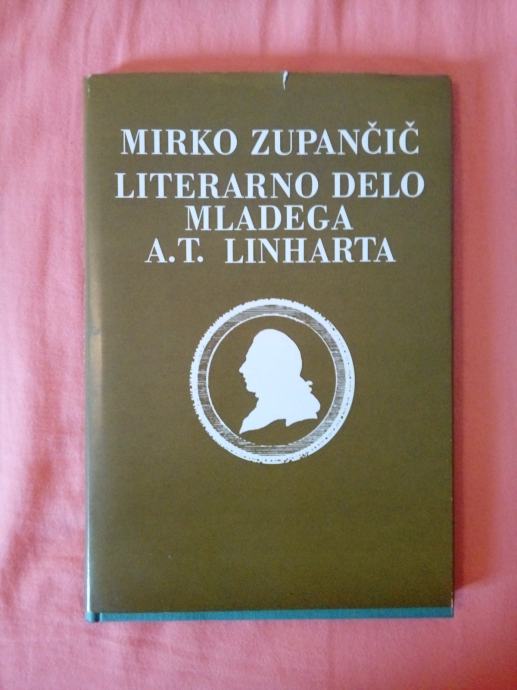 MIRKO ZUPANČIČ
LITERARNO DELO
MLADEGA
A.T. LINHARTA